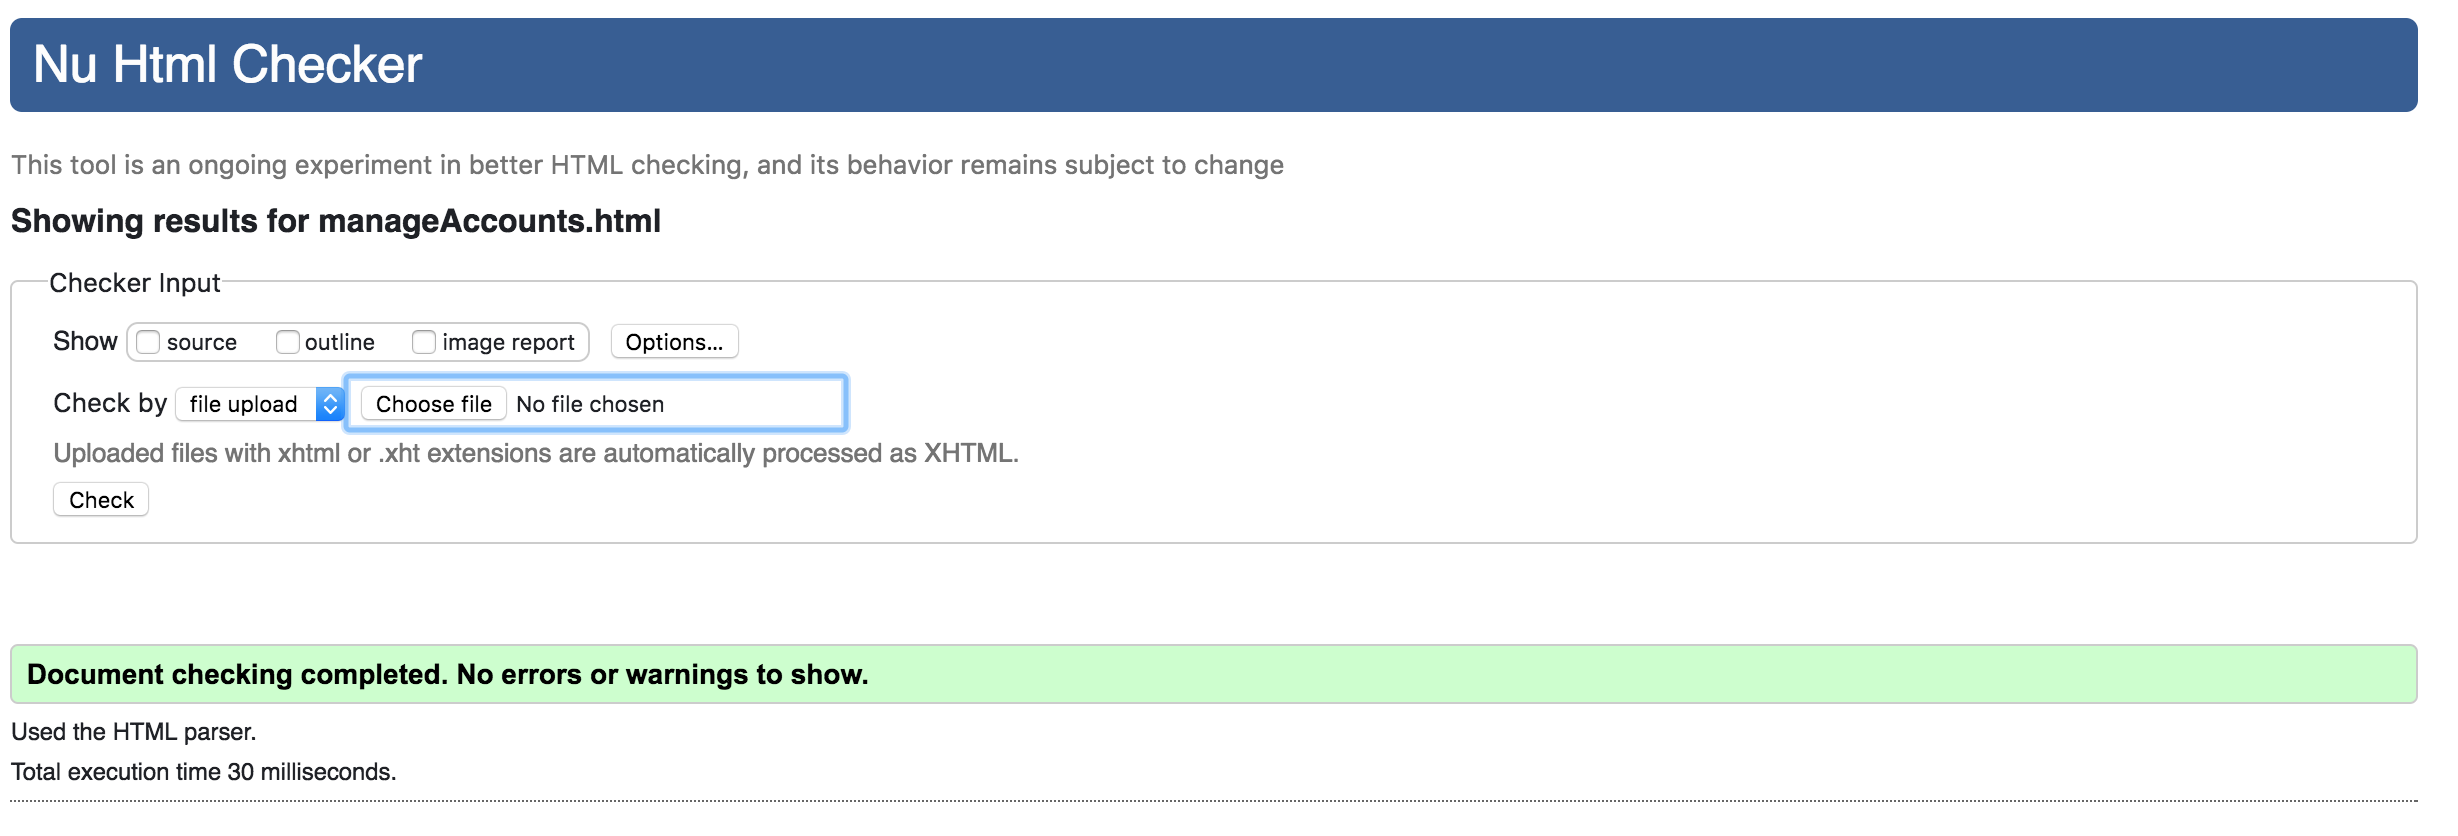 Nu Html Checker
This tool is an ongoing experiment in better HTML checking, and its behavior remains subject to change
Showing results for manageAccounts.html
Checker Input
Show source outline image report Options...
Check by file upload Choose file No file chosen
Uploaded files with xhtml or .xht extensions are automatically processed as XHTML.
Check
Document checking completed. No errors or warnings to show.
Used the HTML parser.
Total execution time 30 milliseconds.